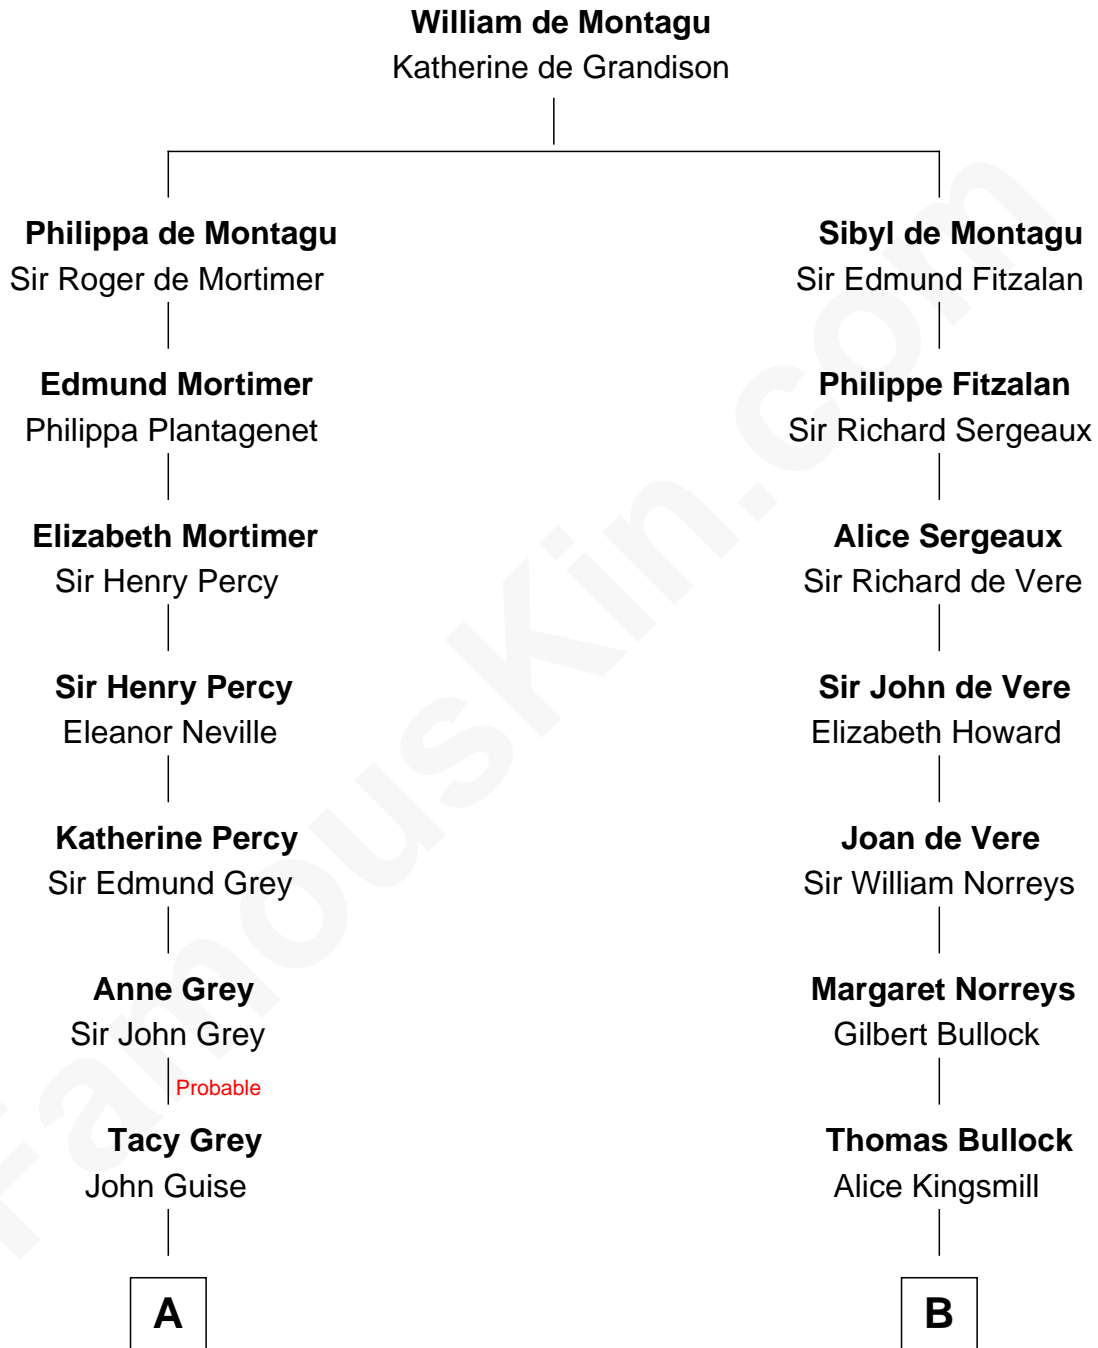 William de Montagu
Katherine de Grandison
Philippa de Montagu
Sir Roger de Mortimer
Sibyl de Montagu
Sir Edmund Fitzalan
Edmund Mortimer
Philippa Plantagenet
Philippe Fitzalan
Sir Richard Sergeaux
Elizabeth Mortimer
Sir Henry Percy
Alice Sergeaux
Sir Richard de Vere
Sir Henry Percy
Eleanor Neville
Sir John de Vere
Elizabeth Howard
Katherine Percy
Sir Edmund Grey
Joan de Vere
Sir William Norreys
Anne Grey
Sir John Grey
Margaret Norreys
Gilbert Bullock
Probable
Tacy Grey
John Guise
Thomas Bullock
Alice Kingsmill
A
B
FamousKin.com